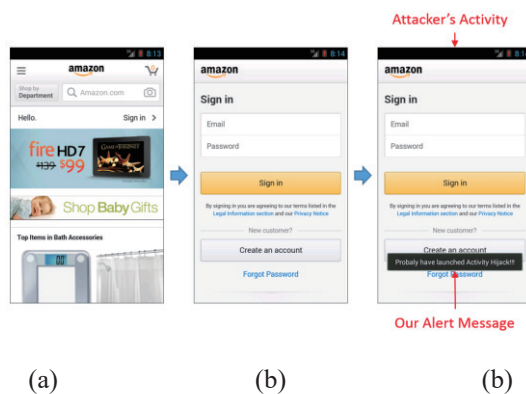 Attacker's Activity
8:13
amazon
Shop by
Department
Amazon.com
Hello.
Sign in >
fire HD7
$139 $99
GAME OF THRONES
Shop Baby Gifts
Top Items in Bath Accessories
8:14
amazon
Sign in
Email
Password
Sign in
By signing in you are agreeing to our terms listed in the
Legal Information section and our Privacy Notice
New customer?
Create an account
Forgot Password
8:14
amazon
Sign in
Email
Password
Sign in
By signing in you are agreeing to our terms listed in the
Legal Information section and our Privacy Notice
New customer?
Create an account
Probaly have launched Activity Hijack!!!
Forgot Password
Our Alert Message
(a) (b) (b)